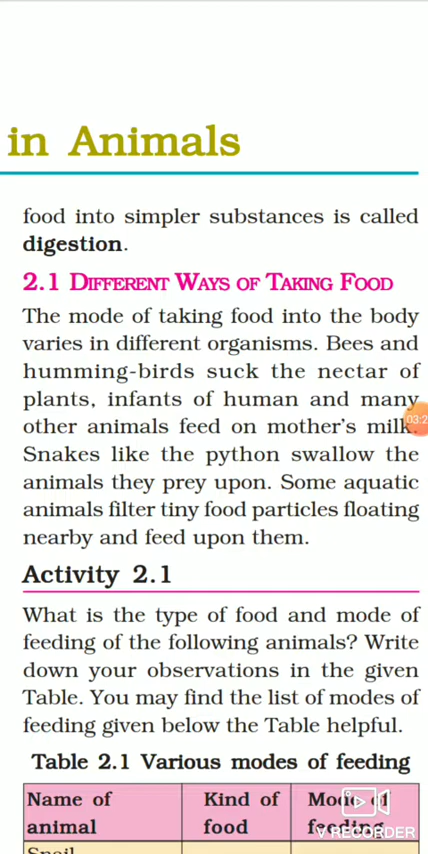 in Animals
food into simpler substances is called
digestion.
2.1 DIFFERENT WAYS OF TAKING FOOD
The mode of taking food into the body
varies in different organisms. Bees and
humming-birds suck the nectar of
plants, infants of human and many
other animals feed on mother's milk.
Snakes like the python swallow the
animals they prey upon. Some aquatic
animals filter tiny food particles floating
nearby and feed upon them.
Activity 2.1
What is the type of food and mode of
feeding of the following animals? Write
down your observations in the given
Table. You may find the list of modes of
feeding given below the Table helpful.
Table 2.1 Various modes of feeding
Name of animal
Kind of food
Mode of feeding
Snail
V RECORDER